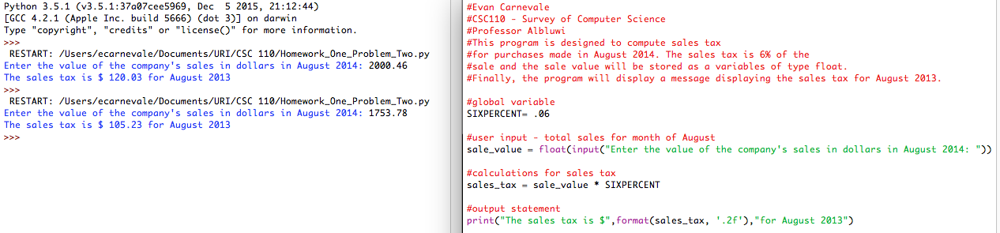 Python 3.5.1 (v3.5.1:37a07cee5969, Dec  5 2015, 21:12:44)
[GCC 4.2.1 (Apple Inc. build 5666) (dot 3)] on darwin
Type "copyright", "credits" or "license()" for more information.
>>>
 RESTART: /Users/ecarnevale/Documents/URI/CSC 110/Homework_One_Problem_Two.py
Enter the value of the company's sales in dollars in August 2014: 2000.46
The sales tax is $ 120.03 for August 2013
>>>
 RESTART: /Users/ecarnevale/Documents/URI/CSC 110/Homework_One_Problem_Two.py
Enter the value of the company's sales in dollars in August 2014: 1753.78
The sales tax is $ 105.23 for August 2013
>>>
#Evan Carnevale
#CSC110 - Survey of Computer Science
#Professor Albluwi
#This program is designed to compute sales tax
#for purchases made in August 2014. The sales tax is 6% of the
#sale and the sale value will be stored as a variables of type float.
#Finally, the program will display a message displaying the sales tax for August 2013.
#global variable
SIXPERCENT= .06
#user input - total sales for month of August
sale_value = float(input("Enter the value of the company's sales in dollars in August 2014: "))
#calculations for sales tax
sales_tax = sale_value * SIXPERCENT
#output statement
print("The sales tax is $",format(sales_tax, '.2f'),"for August 2013")